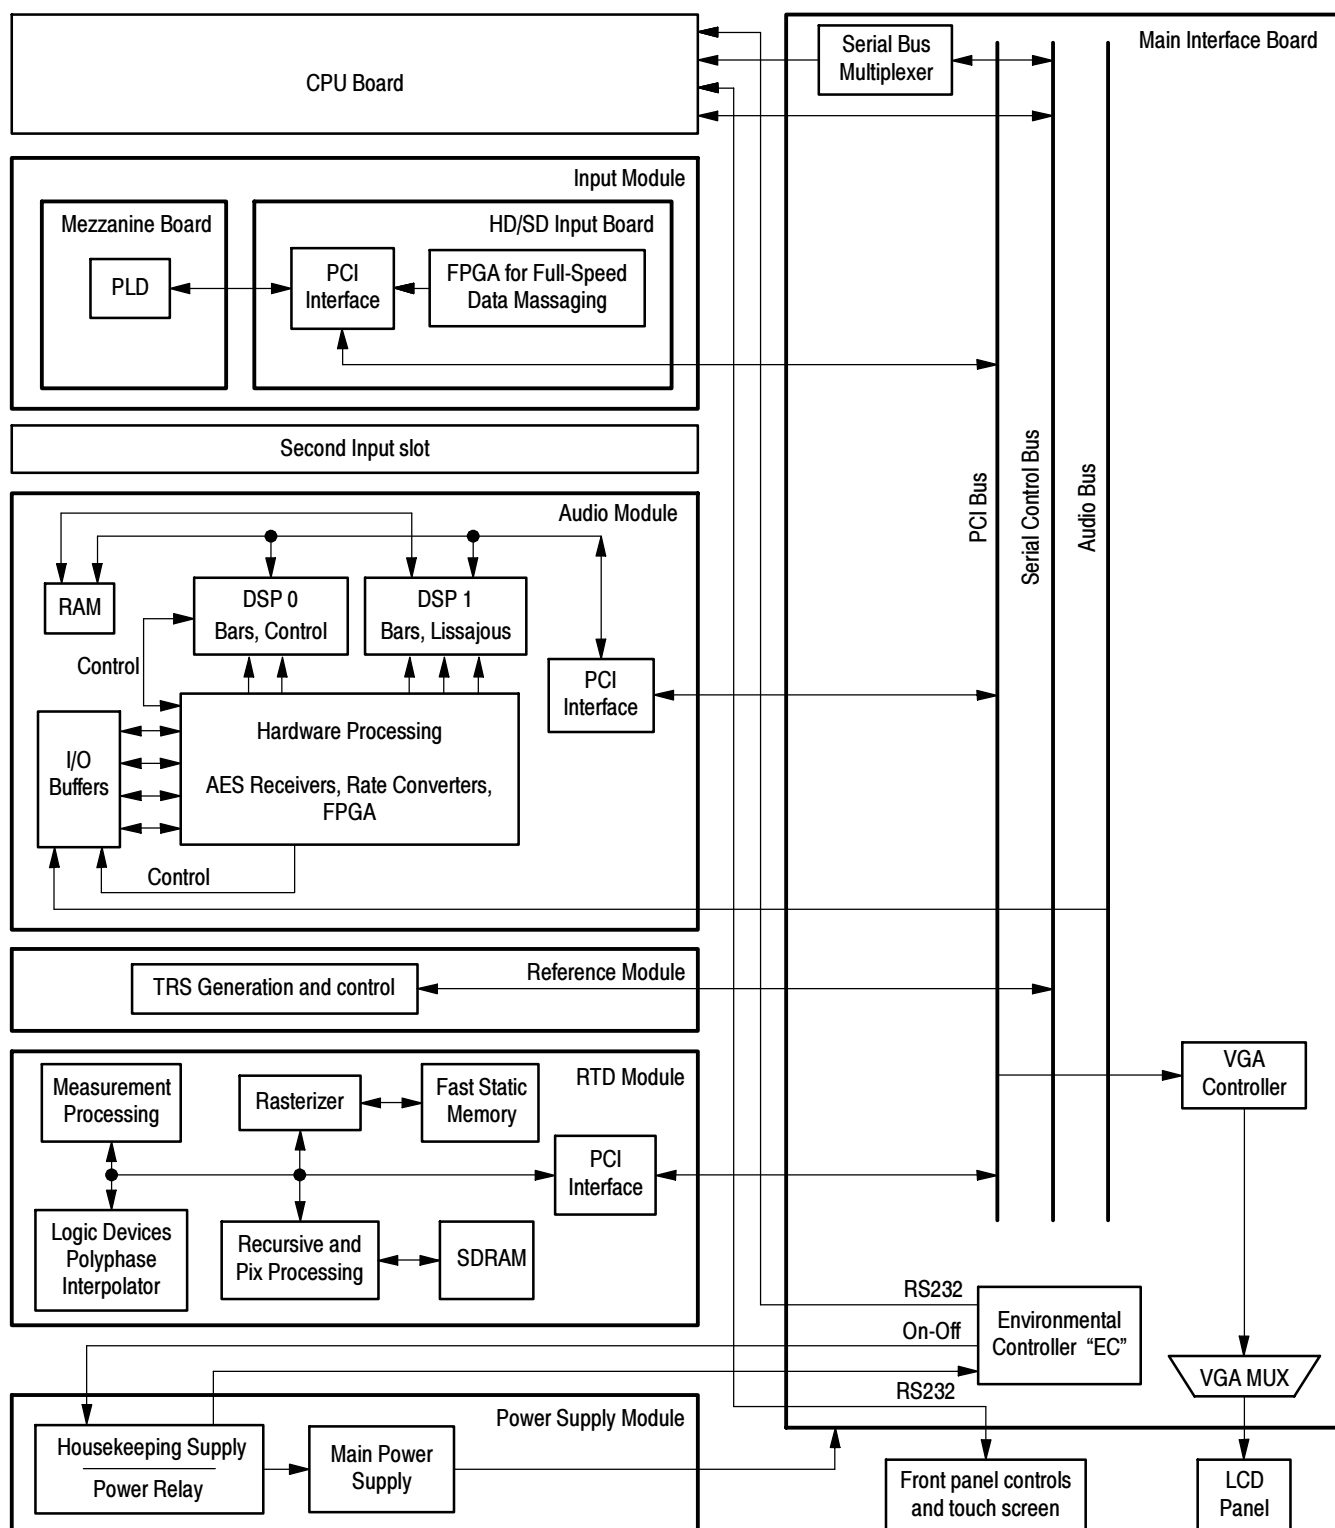 CPU Board
Serial Bus
Multiplexer
Main Interface Board
Input Module
Mezzanine Board
HD/SD Input Board
PLD
PCI
Interface
FPGA for Full-Speed
Data Massaging
Second Input slot
PCI Bus
Serial Control Bus
Audio Bus
Audio Module
RAM
DSP 0
Bars, Control
DSP 1
Bars, Lissajous
Control
PCI
Interface
I/O
Buffers
Hardware Processing
AES Receivers, Rate Converters,
FPGA
Control
Reference Module
TRS Generation and control
RTD Module
Measurement
Processing
Rasterizer
Fast Static
Memory
PCI
Interface
Logic Devices
Polyphase
Interpolator
Recursive and
Pix Processing
SDRAM
VGA
Controller
RS232
On-Off
Environmental
Controller “EC”
RS232
VGA MUX
Power Supply Module
Housekeeping Supply
Power Relay
Main Power
Supply
Front panel controls
and touch screen
LCD
Panel